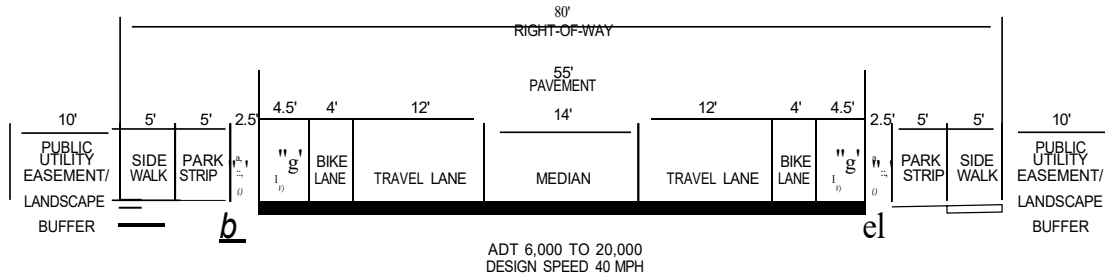 80'
RIGHT-OF-WAY
55'
PAVEMENT
10' 5' 5' 2.5' 4.5' 4' 12' 14' 12' 4' 4.5' 2.5' 5' 5' 10'
PUBLIC
UTILITY
EASEMENT/
LANDSCAPE
BUFFER
SIDE
WALK
PARK
STRIP
"g'
BIKE
LANE
TRAVEL LANE
MEDIAN
TRAVEL LANE
BIKE
LANE
"g'
PARK
STRIP
SIDE
WALK
PUBLIC
UTILITY
EASEMENT/
LANDSCAPE
BUFFER
b
el
ADT 6,000 TO 20,000
DESIGN SPEED 40 MPH